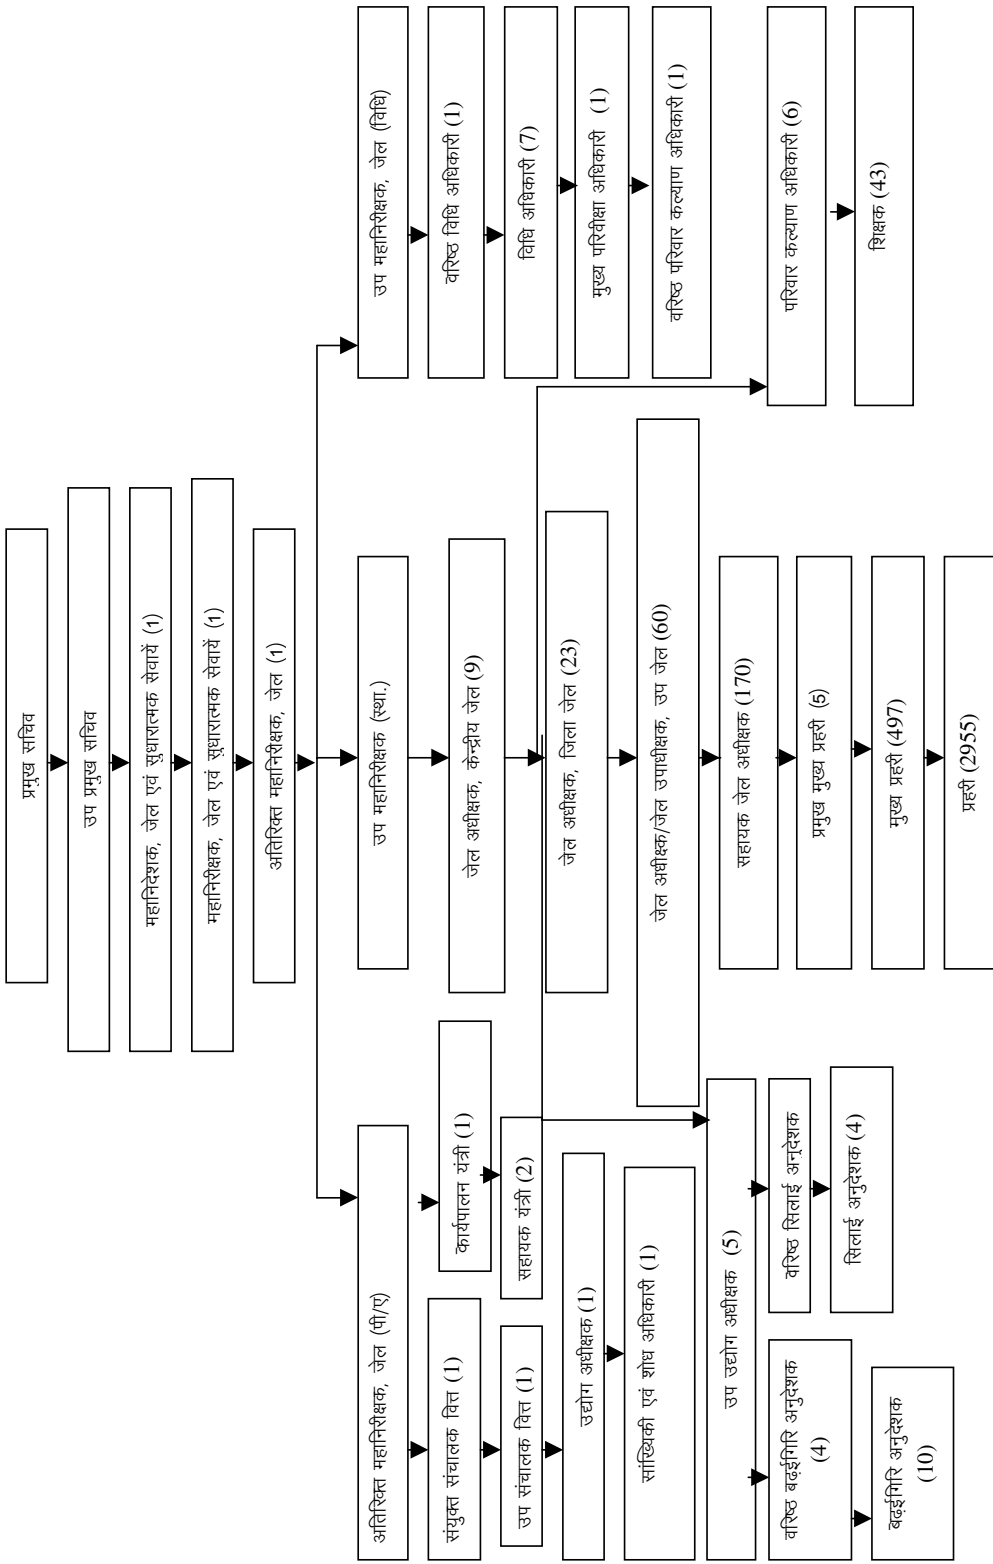 प्रमुख सचिव
उप प्रमुख सचिव
महानिदेशक, जेल एवं सुधारात्मक सेवायें (1)
महानिरीक्षक, जेल एवं सुधारात्मक सेवायें (1)
अतिरिक्त महानिरीक्षक, जेल (1)
अतिरिक्त महानिरीक्षक, जेल (पी/ए)
संयुक्त संचालक वित्त (1)
उप संचालक वित्त (1)
कार्यपालन यंत्री (1)
सहायक यंत्री (2)
उद्योग अधीक्षक (1)
सांख्यिकी एवं शोध अधिकारी (1)
उप उद्योग अधीक्षक (5)
वरिष्ठ बढ़ईगिरि अनुदेशक
(4)
बढ़ईगिरि अनुदेशक
(10)
वरिष्ठ सिलाई अनुदेशक
सिलाई अनुदेशक (4)
उप महानिरीक्षक (स्था.)
जेल अधीक्षक, केन्द्रीय जेल (9)
जेल अधीक्षक, जिला जेल (23)
जेल अधीक्ष्क/जेल उपाधीक्षक, उप जेल (60)
सहायक जेल अधीक्षक (170)
प्रमुख मुख्य प्रहरी (5)
मुख्य प्रहरी (497)
प्रहरी (2955)
उप महानिरीक्षक, जेल (विधि)
वरिष्ठ विधि अधिकारी (1)
विधि अधिकारी (7)
मुख्य परिवीक्षा अधिकारी (1)
वरिष्ठ परिवार कल्याण अधिकारी (1)
परिवार कल्याण अधिकारी (6)
शिक्षक (43)